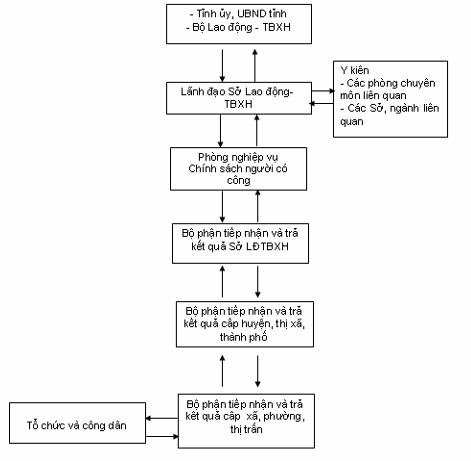 - Tỉnh ủy, UBND tỉnh
- Bộ Lao động - TBXH
Lãnh đạo Sở Lao động-
TBXH
Y kiên
- Các phòng chuyên
môn liên quan
- Các Sở, ngành liên
quan
Phòng nghiệp vụ
Chính sách người có
công
Bộ phận tiếp nhận và trả
kết quả Sở LĐTBXH
Bộ phận tiếp nhận và trả
kết quả cấp huyện, thị xã,
thành phố
Bộ phận tiếp nhận và trả
kết quả câp xã, phường,
thị trấn
Tổ chức và công dân